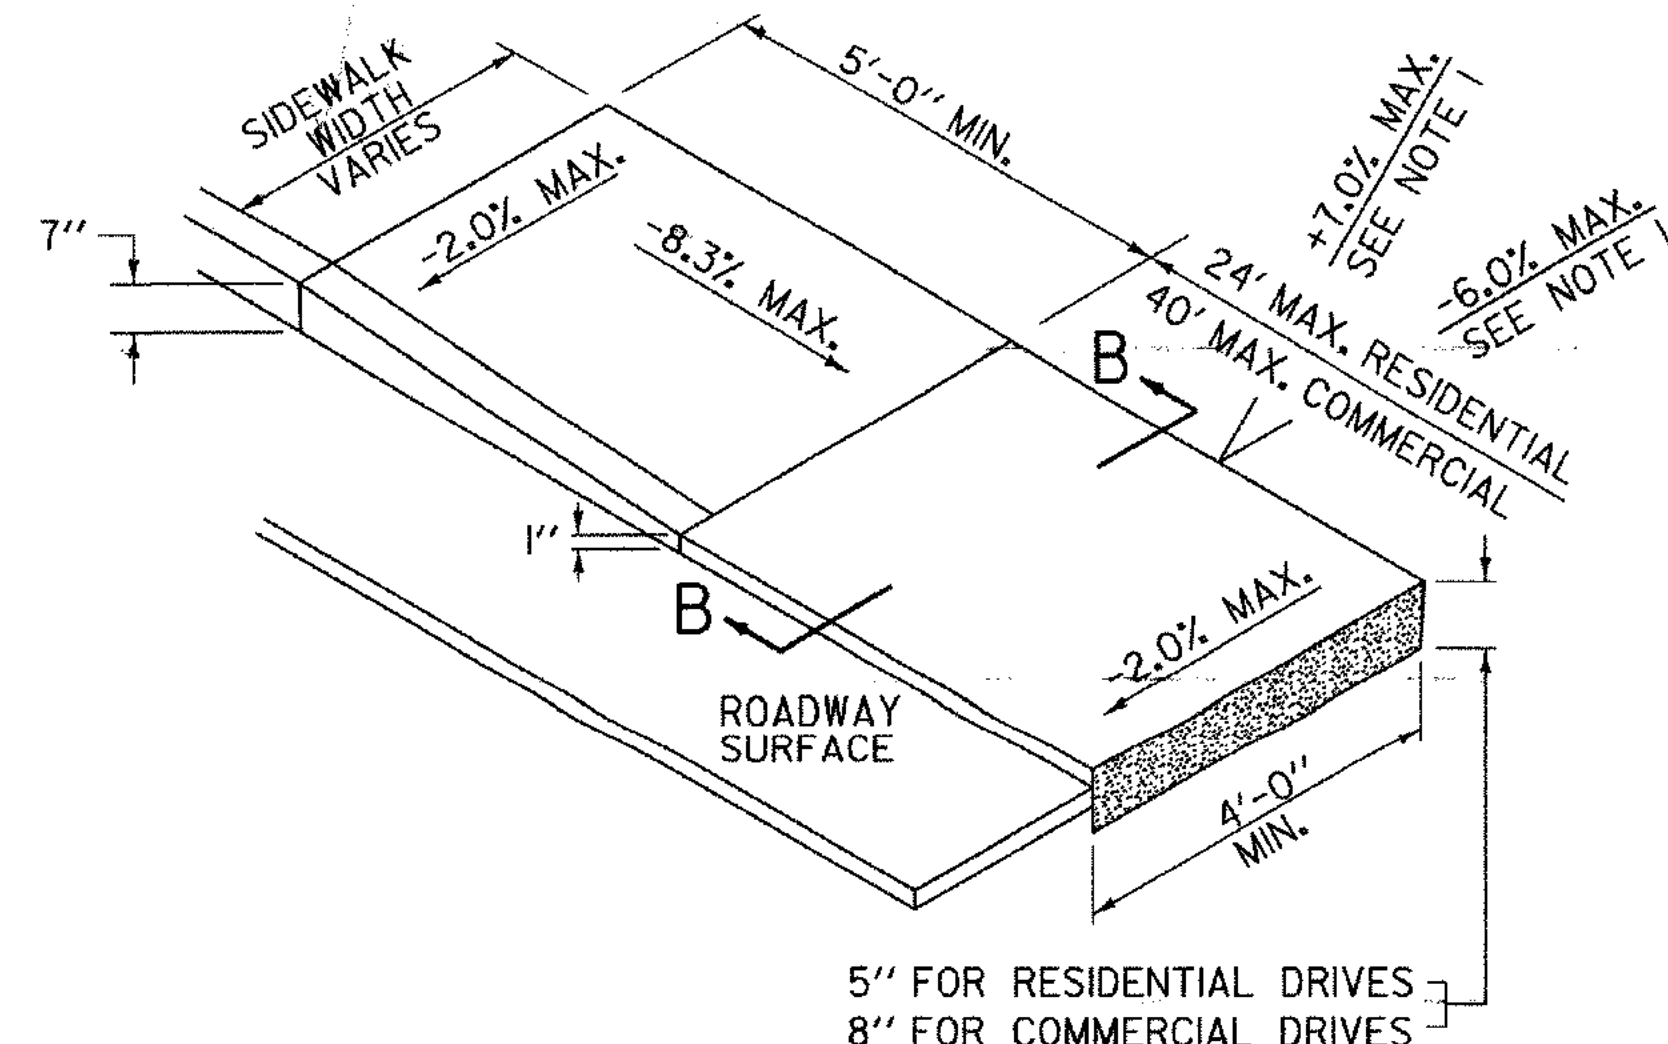 SIDEWALK
WIDTH
VARIES
5'-0" MIN.
+7.0% MAX.
SEE NOTE 1
-6.0% MAX.
SEE NOTE 1
7"
-2.0% MAX.
-8.3% MAX.
24' MAX. RESIDENTIAL
40' MAX. COMMERCIAL
B
1"
B
-2.0% MAX.
ROADWAY
SURFACE
4'-0"
MIN.
5" FOR RESIDENTIAL DRIVES
8" FOR COMMERCIAL DRIVES